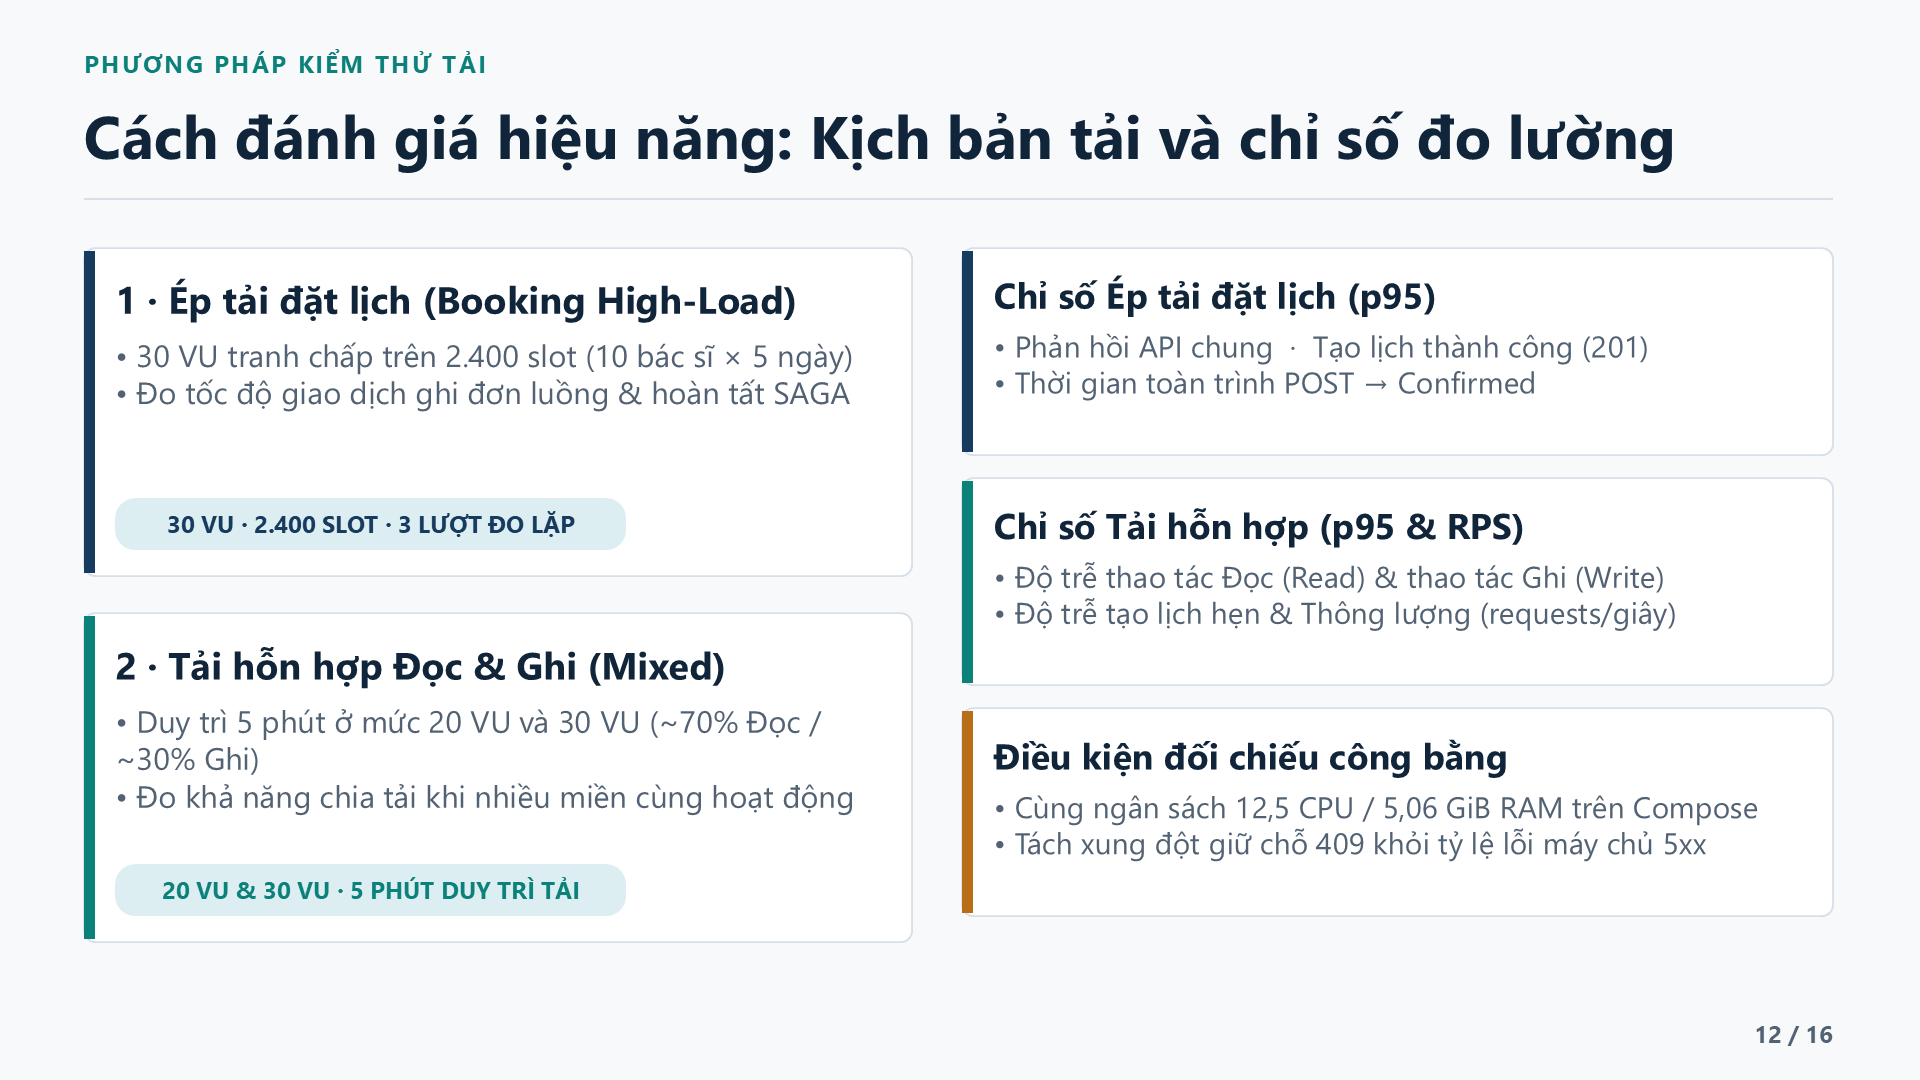 PHƯƠNG PHÁP KIỂM THỬ TẢI
Cách đánh giá hiệu năng: Kịch bản tải và chỉ số đo lường
1 · Ép tải đặt lịch (Booking High-Load)
• 30 VU tranh chấp trên 2.400 slot (10 bác sĩ × 5 ngày)
• Đo tốc độ giao dịch ghi đơn luồng & hoàn tất SAGA
30 VU · 2.400 SLOT · 3 LƯỢT ĐO LẶP
2 · Tải hỗn hợp Đọc & Ghi (Mixed)
• Duy trì 5 phút ở mức 20 VU và 30 VU (~70% Đọc /
~30% Ghi)
• Đo khả năng chia tải khi nhiều miền cùng hoạt động
20 VU & 30 VU · 5 PHÚT DUY TRÌ TẢI
Chỉ số Ép tải đặt lịch (p95)
• Phản hồi API chung · Tạo lịch thành công (201)
• Thời gian toàn trình POST → Confirmed
Chỉ số Tải hỗn hợp (p95 & RPS)
• Độ trễ thao tác Đọc (Read) & thao tác Ghi (Write)
• Độ trễ tạo lịch hẹn & Thông lượng (requests/giây)
Điều kiện đối chiếu công bằng
• Cùng ngân sách 12,5 CPU / 5,06 GiB RAM trên Compose
• Tách xung đột giữ chỗ 409 khỏi tỷ lệ lỗi máy chủ 5xx
12 / 16